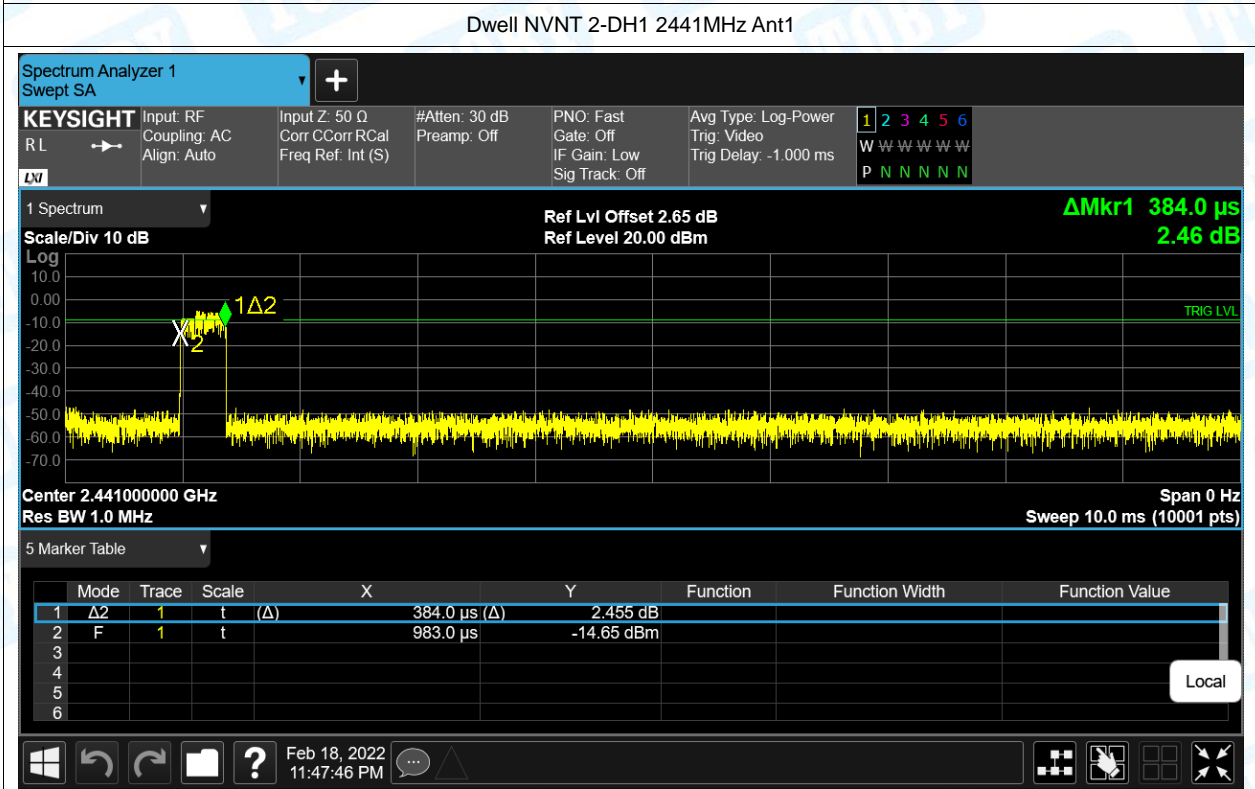 Dwell NVNT 2-DH1 2441MHz Ant1
Spectrum Analyzer 1
Swept SA
KEYSIGHT
R L
LXI
Input: RF
Coupling: AC
Align: Auto
Input Z: 50 Ω
Corr CCorr RCal
Freq Ref: Int (S)
#Atten: 30 dB
Preamp: Off
PNO: Fast
Gate: Off
IF Gain: Low
Sig Track: Off
Avg Type: Log-Power
Trig: Video
Trig Delay: -1.000 ms
1 2 3 4 5 6
W W W W W W
P N N N N N
1 Spectrum
Scale/Div 10 dB
Ref Lvl Offset 2.65 dB
Ref Level 20.00 dBm
ΔMkr1 384.0 µs
2.46 dB
Log
10.0
0.00
-10.0
-20.0
-30.0
-40.0
-50.0
-60.0
-70.0
1Δ2
X2
TRIG LVL
Center 2.441000000 GHz
Span 0 Hz
Res BW 1.0 MHz
Sweep 10.0 ms (10001 pts)
5 Marker Table
Mode Trace Scale X Y Function Function Width Function Value
1 Δ2 1 t (Δ) 384.0 µs (Δ) 2.455 dB
2 F 1 t 983.0 µs -14.65 dBm
3
4
5
6
Local
?
Feb 18, 2022
11:47:46 PM